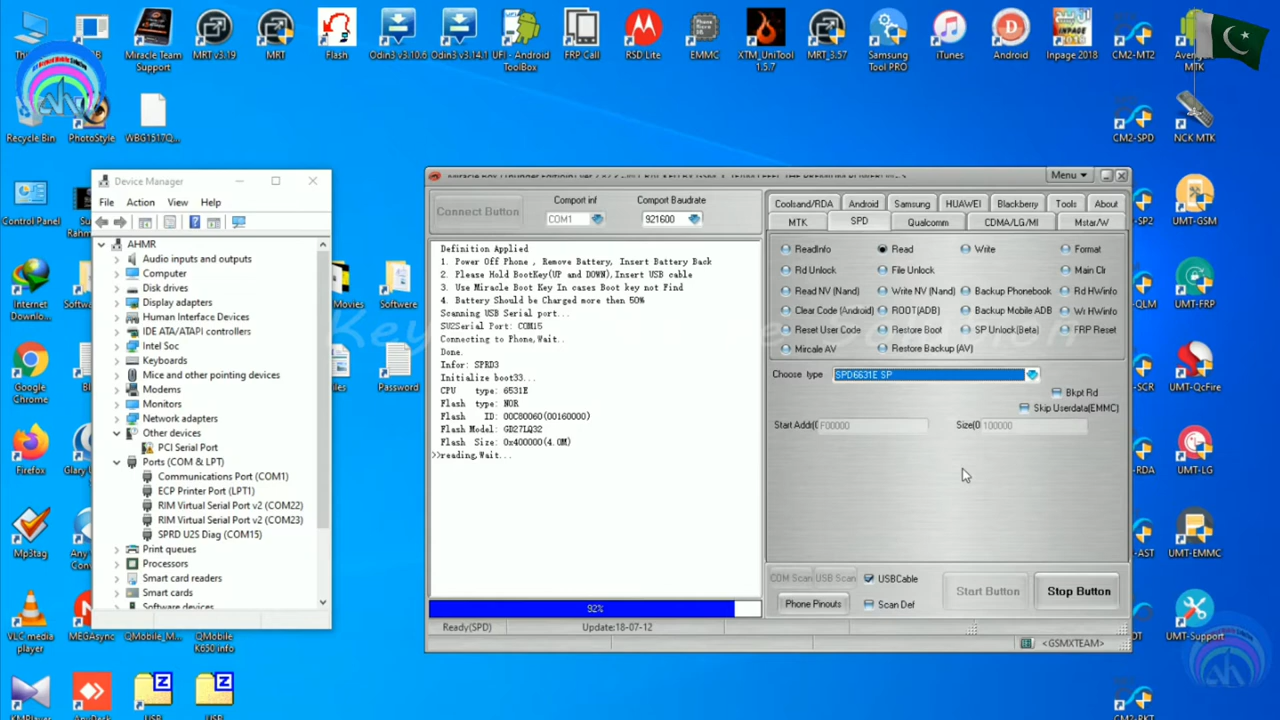 Miracle Team
Support
MRT v3.19
MRT
Flash
Odin3 v3.10.6
Odin3 v3.14.1
UFI - Android
ToolBox
FRP Call
RSD Lite
EMMC
XTM_UniTool
1.5.7
MRT_3.57
Samsung
Tool PRO
iTunes
Android
Inpage 2018
CM2-MT2
MTK
Recycle Bin
PhotoStyle
WBG1517Q...
CM2-SPD
NCK MTK
Device Manager
File
Action
View
Help
AHMR
Audio inputs and outputs
Computer
Disk drives
Display adapters
Human Interface Devices
IDE ATA/ATAPI controllers
Intel Soc
Keyboards
Mice and other pointing devices
Modems
Monitors
Network adapters
Other devices
PCI Serial Port
Ports (COM & LPT)
Communications Port (COM1)
ECP Printer Port (LPT1)
RIM Virtual Serial Port v2 (COM22)
RIM Virtual Serial Port v2 (COM23)
SPRD U2S Diag (COM15)
Print queues
Processors
Smart card readers
Smart cards
Software devices
Menu
Connect Button
Comport inf
COM1
Comport Baudrate
921600
Definition Applied
1. Power Off Phone , Remove Battery, Insert Battery Back
2. Please Hold BootKey(UP and DOWN),Insert USB cable
3. Use Miracle Boot Key In cases Boot key not Find
4. Battery Should be Charged more then 50%
Scanning USB Serial port...
SU2Serial Port: COM15
Connecting to Phone,Wait..
Done.
Infor: SPRD3
Initialize boot33...
CPU type: 6531E
Flash type: NOR
Flash ID: 00C80060(00160000)
Flash Model: GD27LQ32
Flash Size: 0x400000(4.0M)
>>reading,Wait...
92%
Ready(SPD)
Update:18-07-12
<GSMXTEAM>
Coolsand/RDA
Android
Samsung
HUAWEI
Blackberry
Tools
About
MTK
SPD
Qualcomm
CDMA/LG/MI
Mstar/W
ReadInfo
Read
Write
Format
Rd Unlock
File Unlock
Main Clr
Read NV (Nand)
Write NV (Nand)
Backup Phonebook
Rd HWinfo
Clear Code (Android)
ROOT(ADB)
Backup Mobile ADB
Wr HWinfo
Reset User Code
Restore Boot
SP Unlock(Beta)
FRP Reset
Mircale AV
Restore Backup (AV)
Choose type
SPD6631E SP
Bkpt Rd
Skip Userdata(EMMC)
Start Addr(
F00000
Size(0
100000
COM Scan
USB Scan
USBCable
Phone Pinouts
Scan Def
Start Button
Stop Button
Control Panel
Internet
Downlo...
Google
Chrome
Firefox
Mp3tag
VLC media
player
MEGAsync
QMobile_M...
QMobile
K650 info
KMPlayer
AnyDesk
USB
USB
Movies
Software
Password
UMT-GSM
UMT-FRP
UMT-QcFire
UMT-LG
UMT-EMMC
UMT-Support